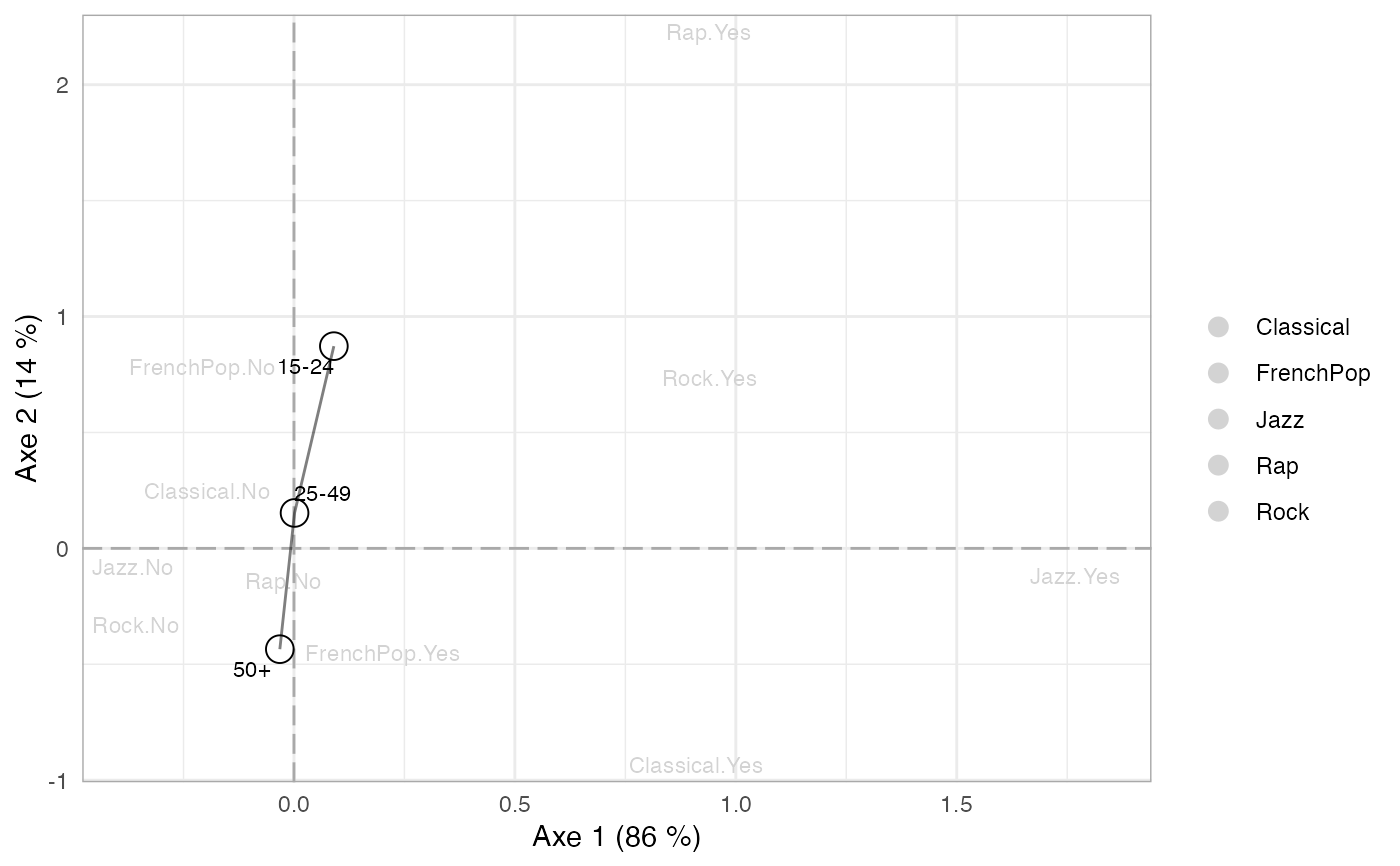 Rap.Yes
2
1
FrenchPop.No
15-24
Rock.Yes
Classical.No
25-49
0
Jazz.No
Rap.No
Jazz.Yes
Rock.No
FrenchPop.Yes
50+
Classical.Yes
-1
0.0 0.5 1.0 1.5
Axe 1 (86 %)
Axe 2 (14 %)
Classical
FrenchPop
Jazz
Rap
Rock